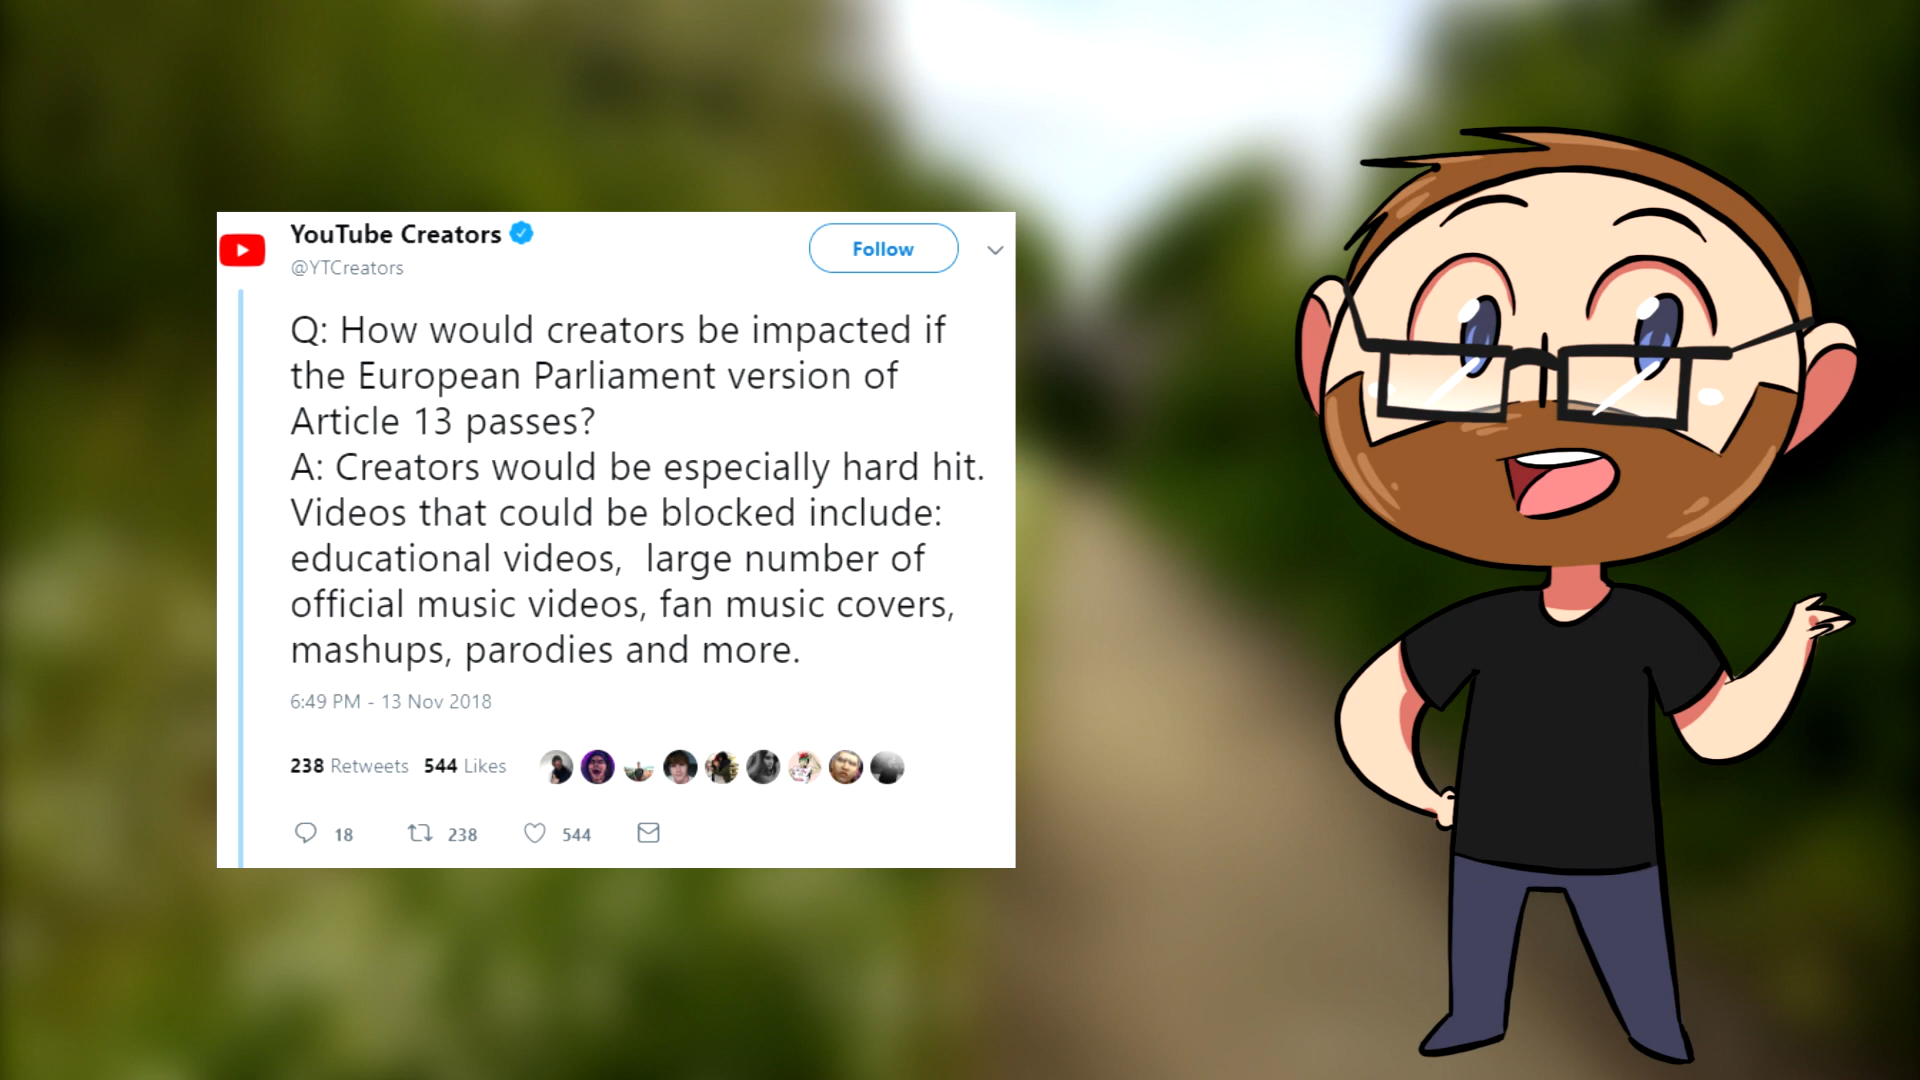 YouTube Creators
@YTCreators
Follow
Q: How would creators be impacted if
the European Parliament version of
Article 13 passes?
A: Creators would be especially hard hit.
Videos that could be blocked include:
educational videos,  large number of
official music videos, fan music covers,
mashups, parodies and more.
6:49 PM - 13 Nov 2018
238 Retweets 544 Likes
18 238 544